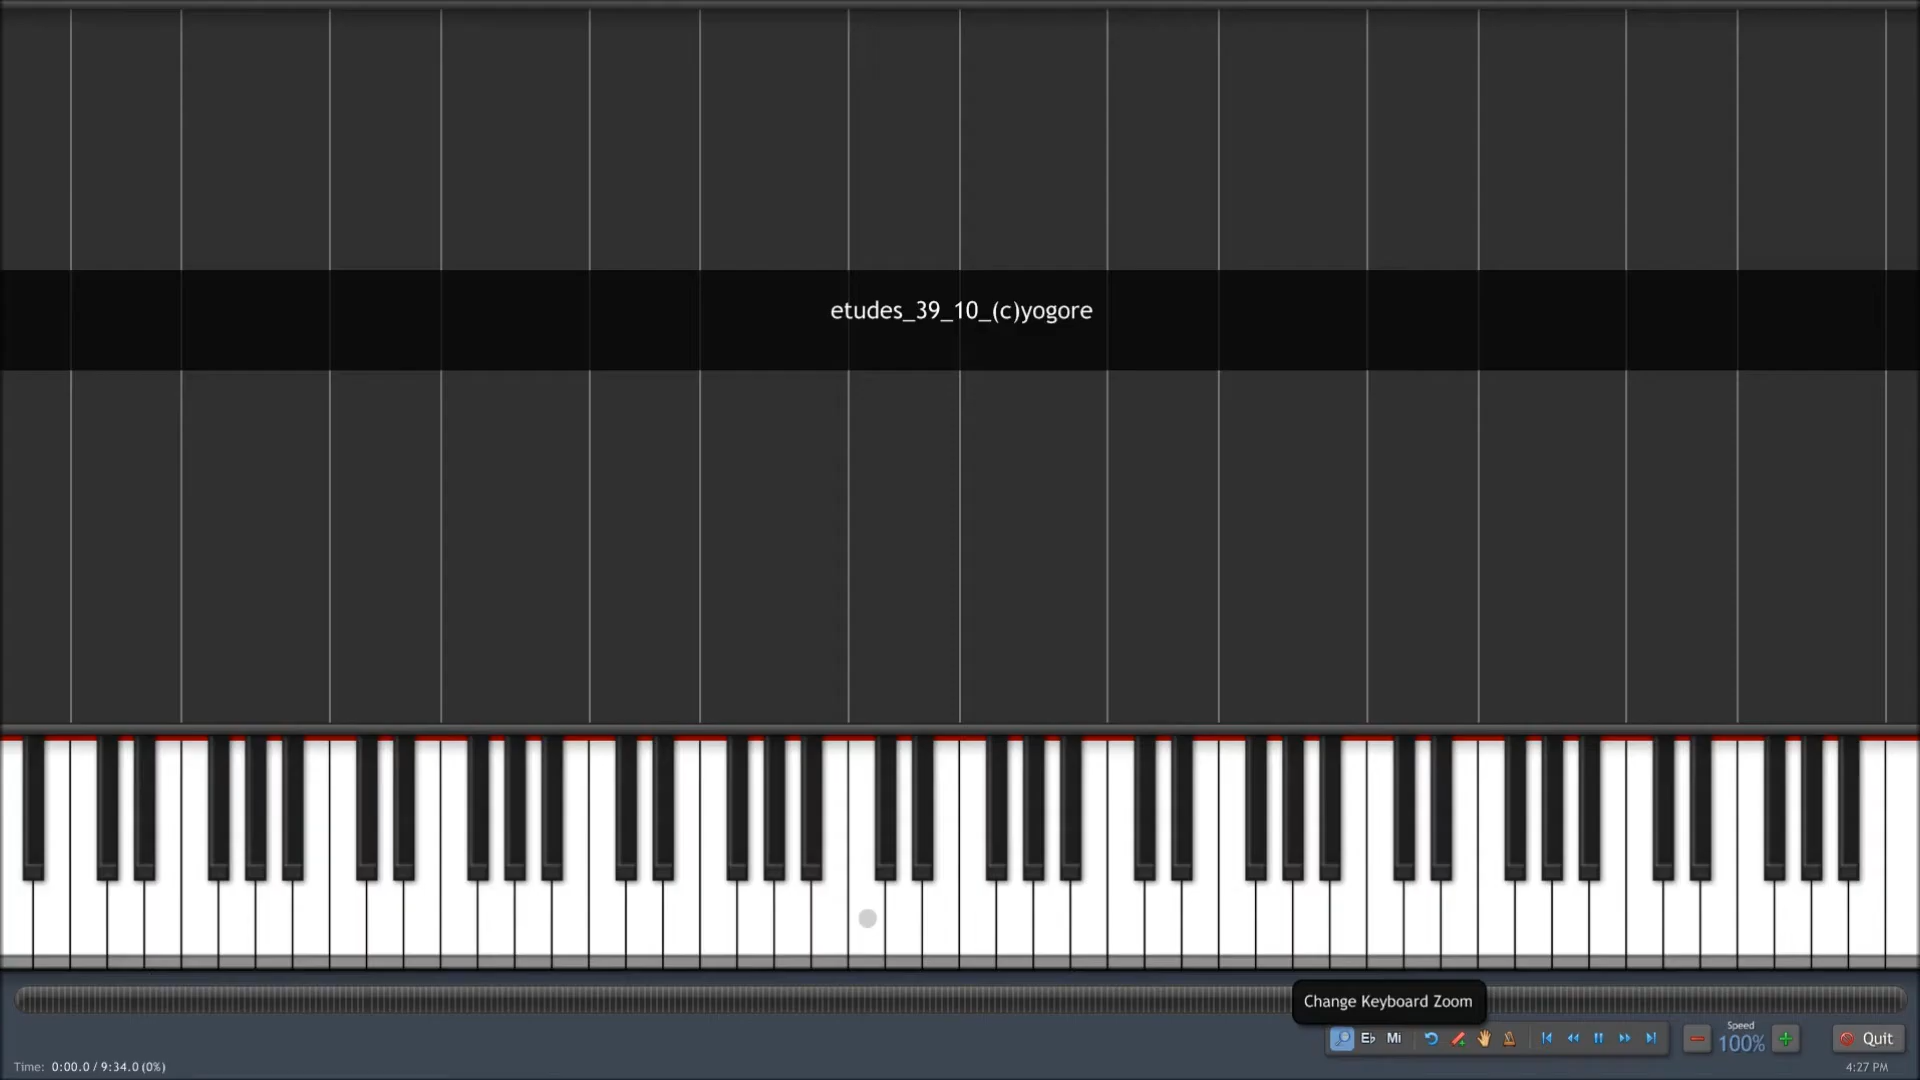 etudes_39_10_(c)yogore
Change Keyboard Zoom
E♭ Mi
Speed
100%
Quit
Time: 0:00.0 / 9:34.0 (0%)
4:27 PM